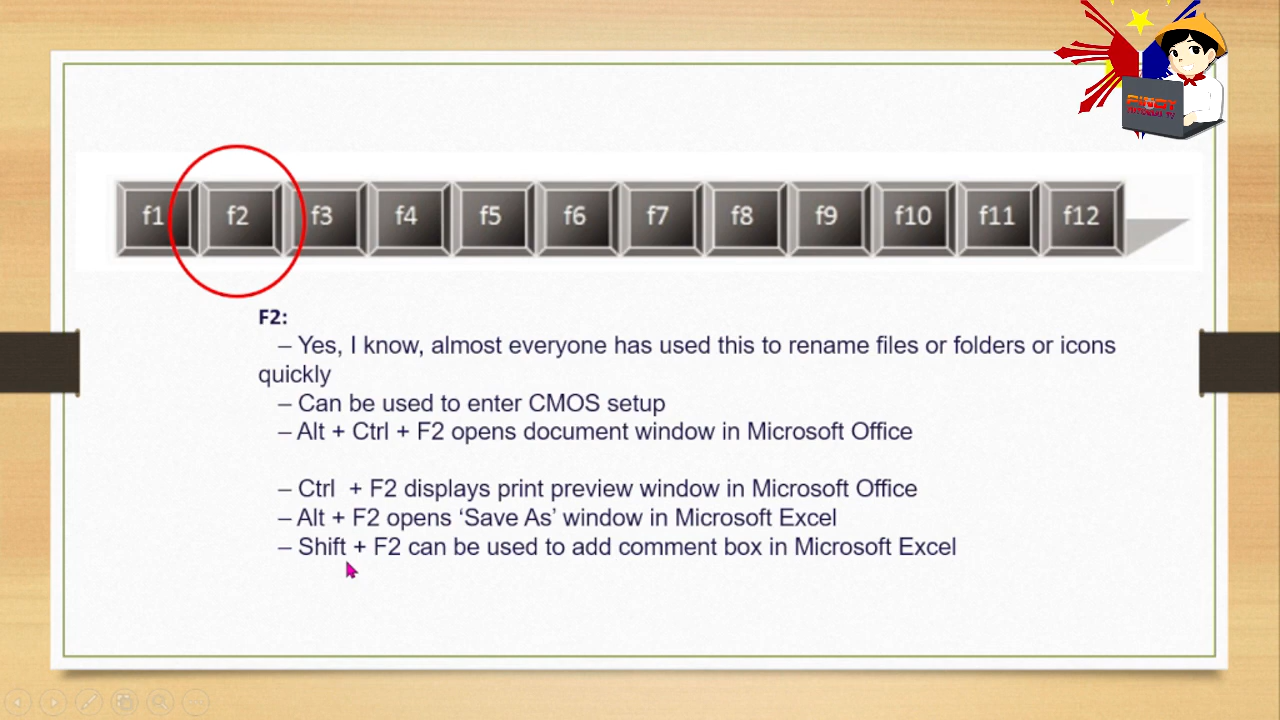 PINOY
TUTORIAL TV
f1 f2 f3 f4 f5 f6 f7 f8 f9 f10 f11 f12
F2:
– Yes, I know, almost everyone has used this to rename files or folders or icons
quickly
– Can be used to enter CMOS setup
– Alt + Ctrl + F2 opens document window in Microsoft Office
– Ctrl + F2 displays print preview window in Microsoft Office
– Alt + F2 opens ‘Save As’ window in Microsoft Excel
– Shift + F2 can be used to add comment box in Microsoft Excel